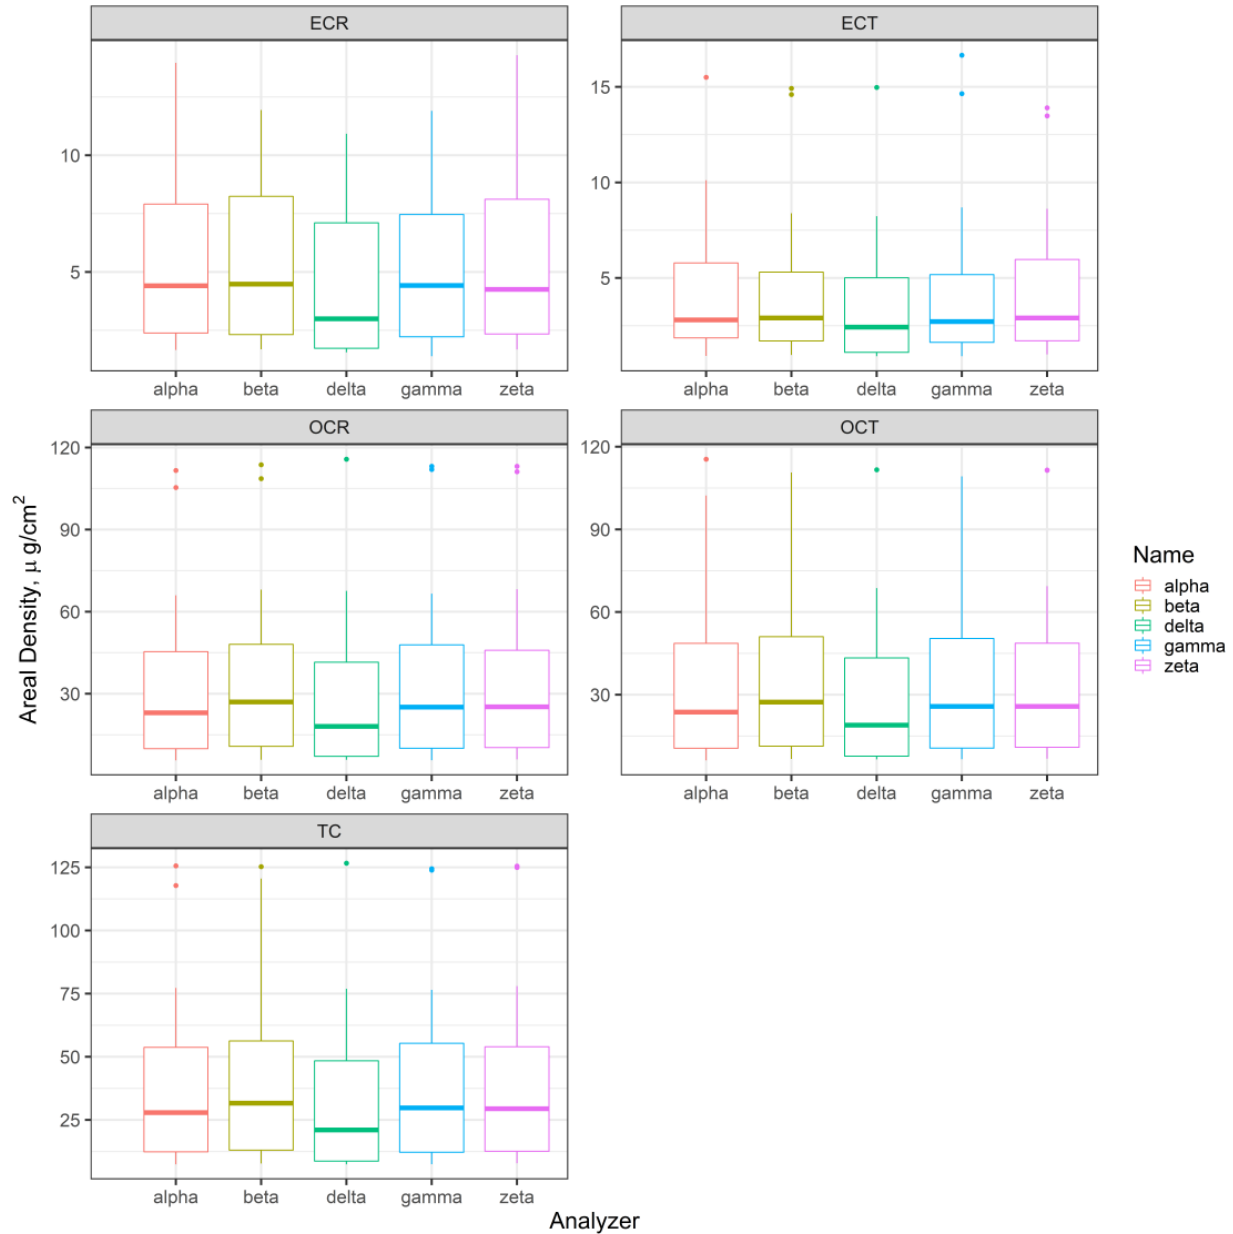 ECR
ECT
10
5
15
10
5
alpha beta delta gamma zeta
alpha beta delta gamma zeta
OCR
OCT
Areal Density, μ g/cm²
120
90
60
30
120
90
60
30
alpha beta delta gamma zeta
alpha beta delta gamma zeta
Name
alpha
beta
delta
gamma
zeta
TC
125
100
75
50
25
alpha beta delta gamma zeta
Analyzer